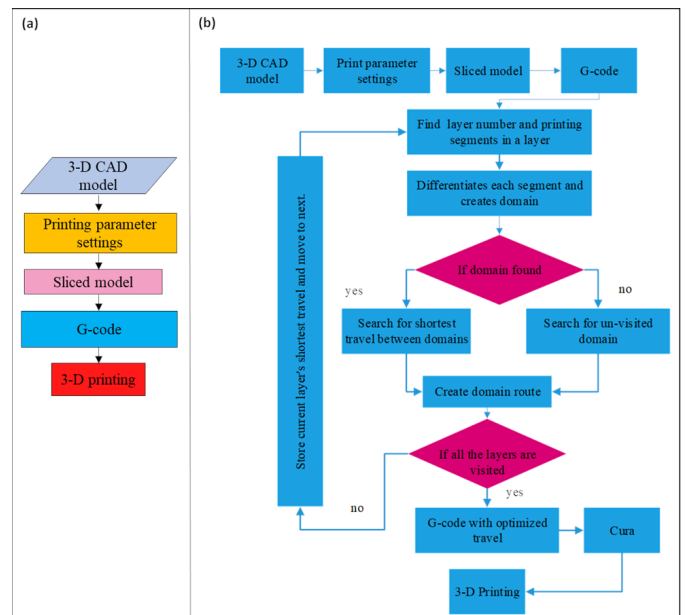 (a)
3-D CAD
model
Printing parameter
settings
Sliced model
G-code
3-D printing
(b)
3-D CAD
model
Print parameter
settings
Sliced model
G-code
Find layer number and printing
segments in a layer
Differentiates each segment and
creates domain
If domain found
yes
no
Search for shortest
travel between domains
Search for un-visited
domain
Create domain route
If all the layers are
visited
no
yes
Store current layer's shortest travel and move to next.
G-code with optimized
travel
Cura
3-D Printing